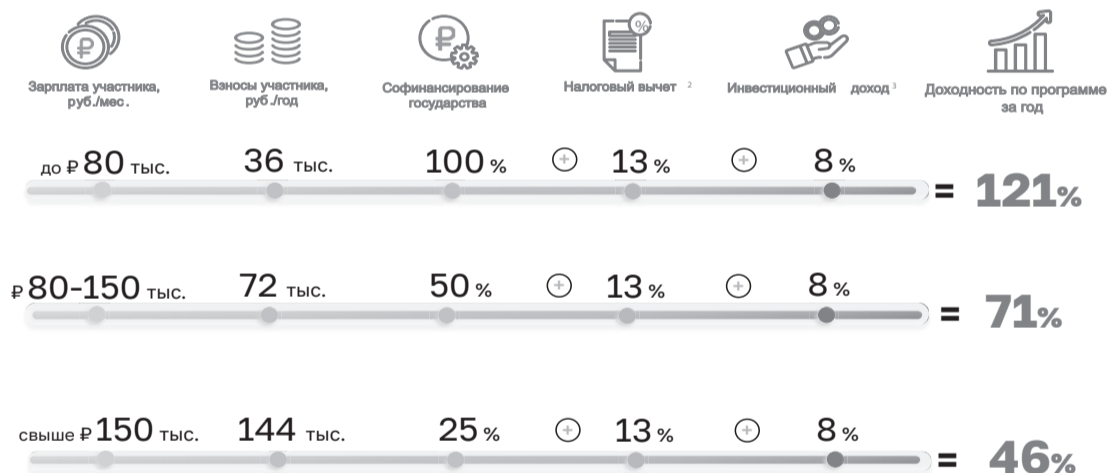 ₽ %
Зарплата участника,
руб./мес.
Взносы участника,
руб./год
Софинансирование
государства
Налоговый вычет 2
Инвестиционный доход 3
Доходность по программе
за год
до ₽ 80 тыс. 36 тыс. 100 % + 13 % + 8 % = 121%
₽ 80-150 тыс. 72 тыс. 50 % + 13 % + 8 % = 71%
свыше ₽ 150 тыс. 144 тыс. 25 % + 13 % + 8 % = 46%